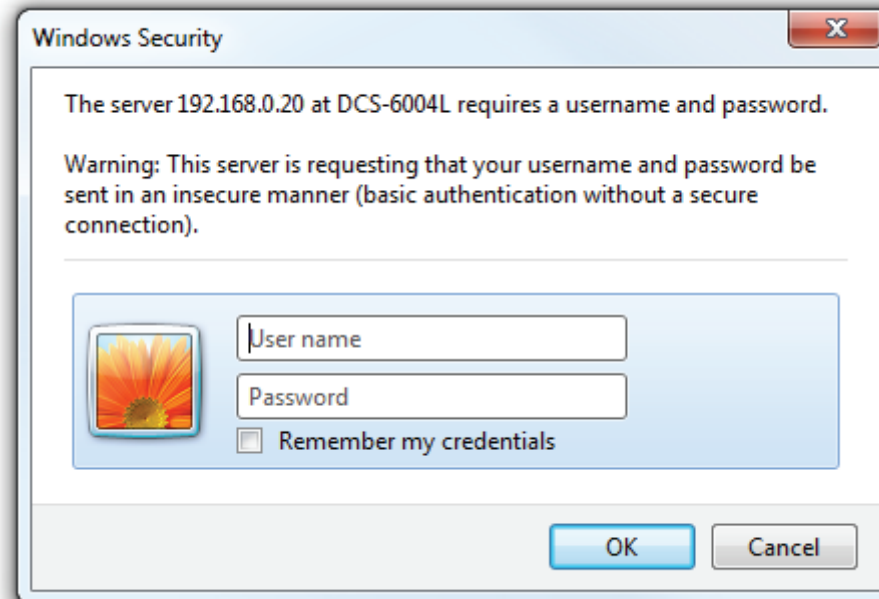 Windows Security
The server 192.168.0.20 at DCS-6004L requires a username and password.
Warning: This server is requesting that your username and password be
sent in an insecure manner (basic authentication without a secure
connection).
User name
Password
Remember my credentials
OK
Cancel